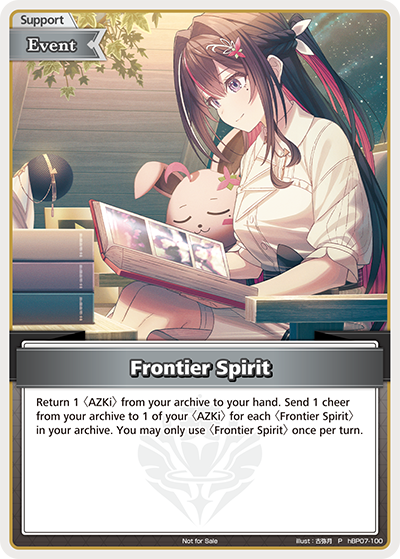 Support
Event
Frontier Spirit
Return 1 〈AZKi〉 from your archive to your hand. Send 1 cheer
from your archive to 1 of your 〈AZKi〉 for each 〈Frontier Spirit〉
in your archive. You may only use 〈Frontier Spirit〉 once per turn.
Not for Sale
Illust：古弥月 P hBP07-100